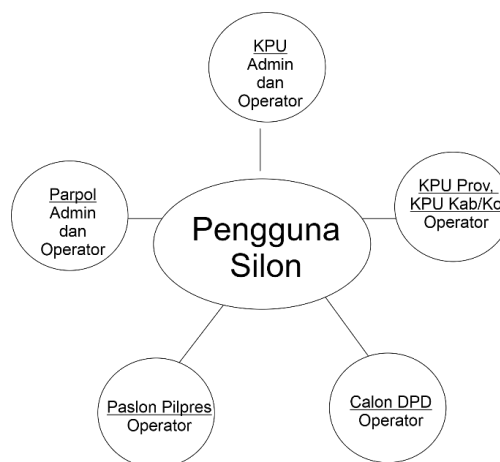 KPU
Admin
dan
Operator
Parpol
Admin
dan
Operator
KPU Prov,
KPU Kab/Ko
Operator
Pengguna
Silon
Paslon Pilpres
Operator
Calon DPD
Operator